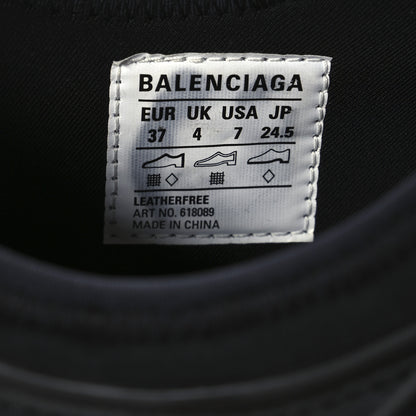 BALENCIAGA
EUR UK USA JP
37 4 7 24.5
LEATHERFREE
ART NO. 618089
MADE IN CHINA